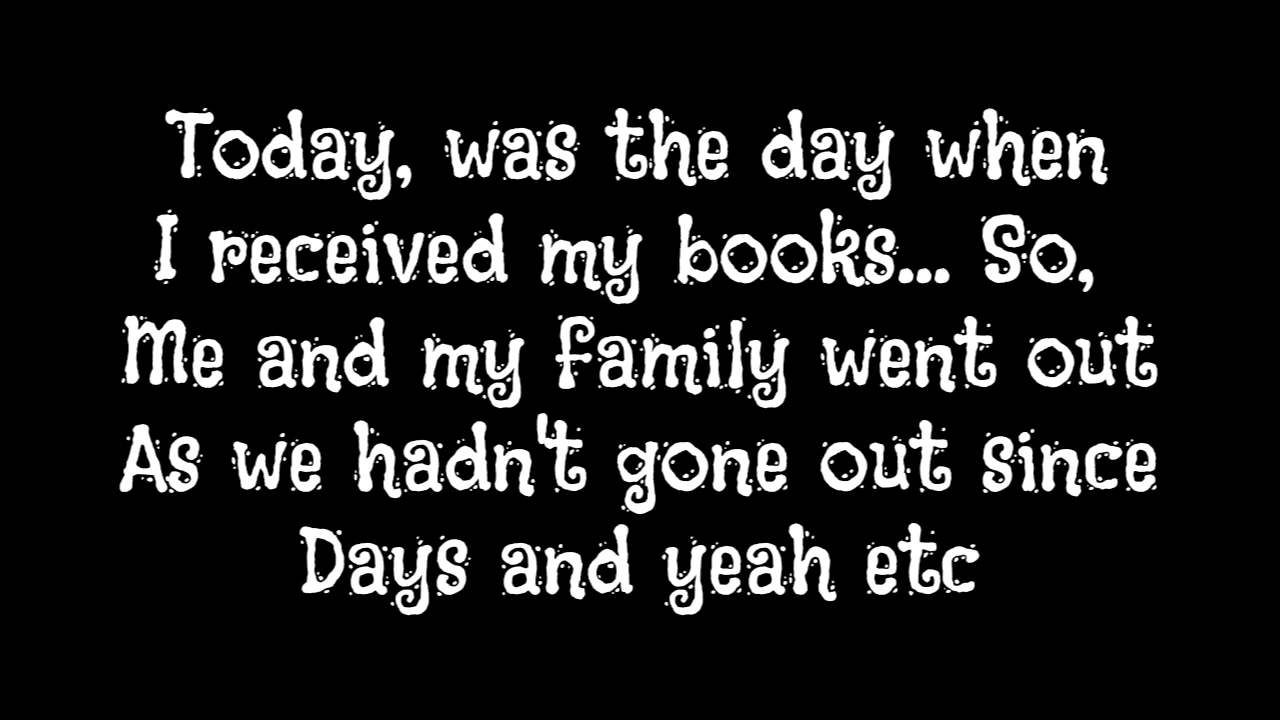 Today, was the day when
I received my books... So,
Me and my family went out
As we hadn't gone out since
Days and yeah etc